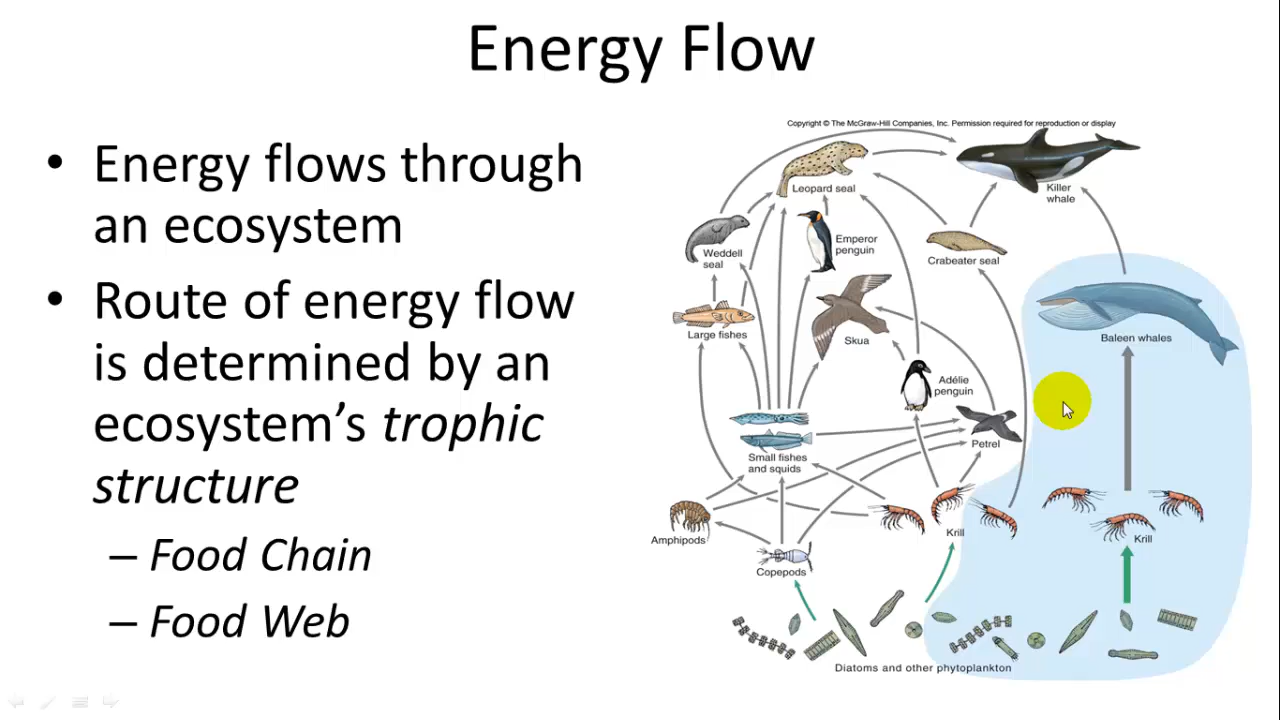 Energy Flow
• Energy flows through
an ecosystem
• Route of energy flow
is determined by an
ecosystem’s trophic
structure
– Food Chain
– Food Web
Copyright © The McGraw-Hill Companies, Inc. Permission required for reproduction or display
Leopard seal
Killer
whale
Weddell
seal
Emperor
penguin
Crabeater seal
Large fishes
Skua
Baleen whales
Adélie
penguin
Petrel
Small fishes
and squids
Amphipods
Krill
Krill
Copepods
Diatoms and other phytoplankton